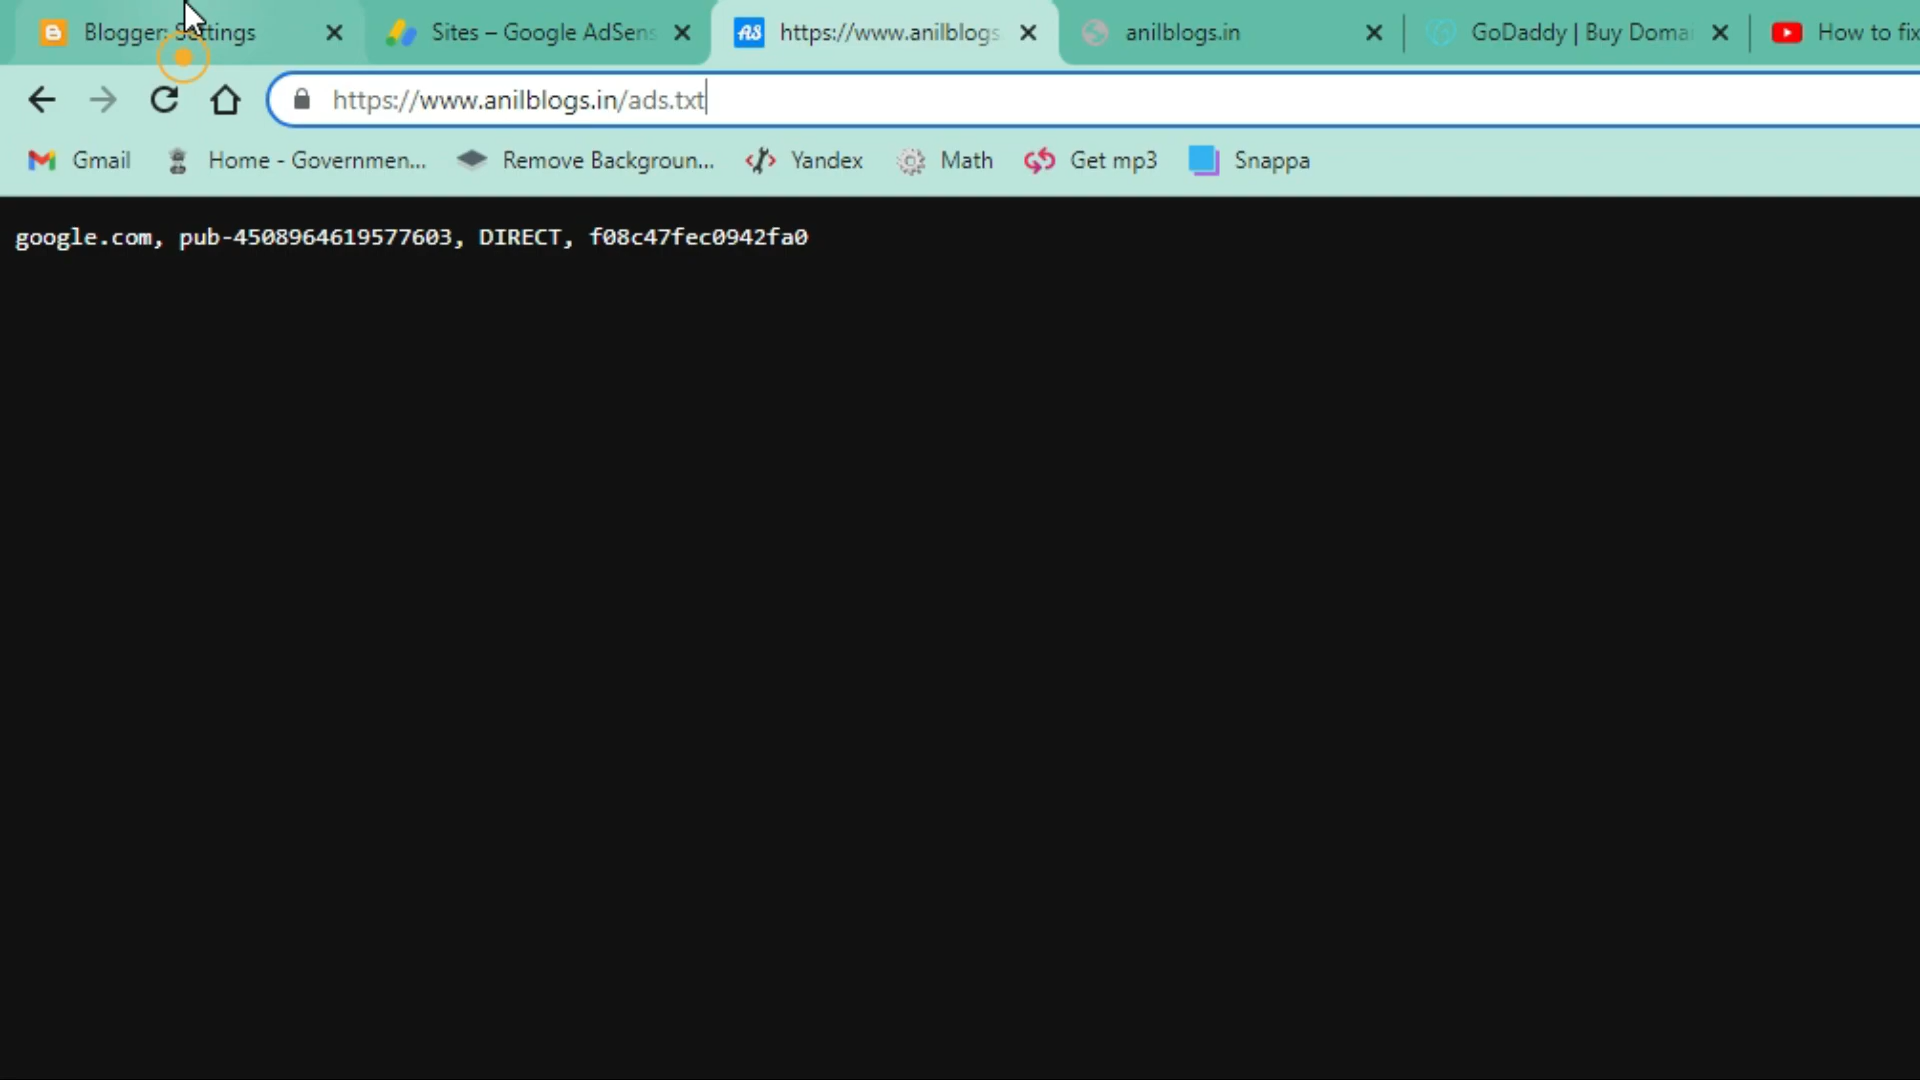 Blogger: Settings
Sites – Google AdSens
https://www.anilblogs
anilblogs.in
GoDaddy | Buy Domai
How to fix
https://www.anilblogs.in/ads.txt
Gmail
Home - Governmen...
Remove Backgroun...
Yandex
Math
Get mp3
Snappa
google.com, pub-4508964619577603, DIRECT, f08c47fec0942fa0